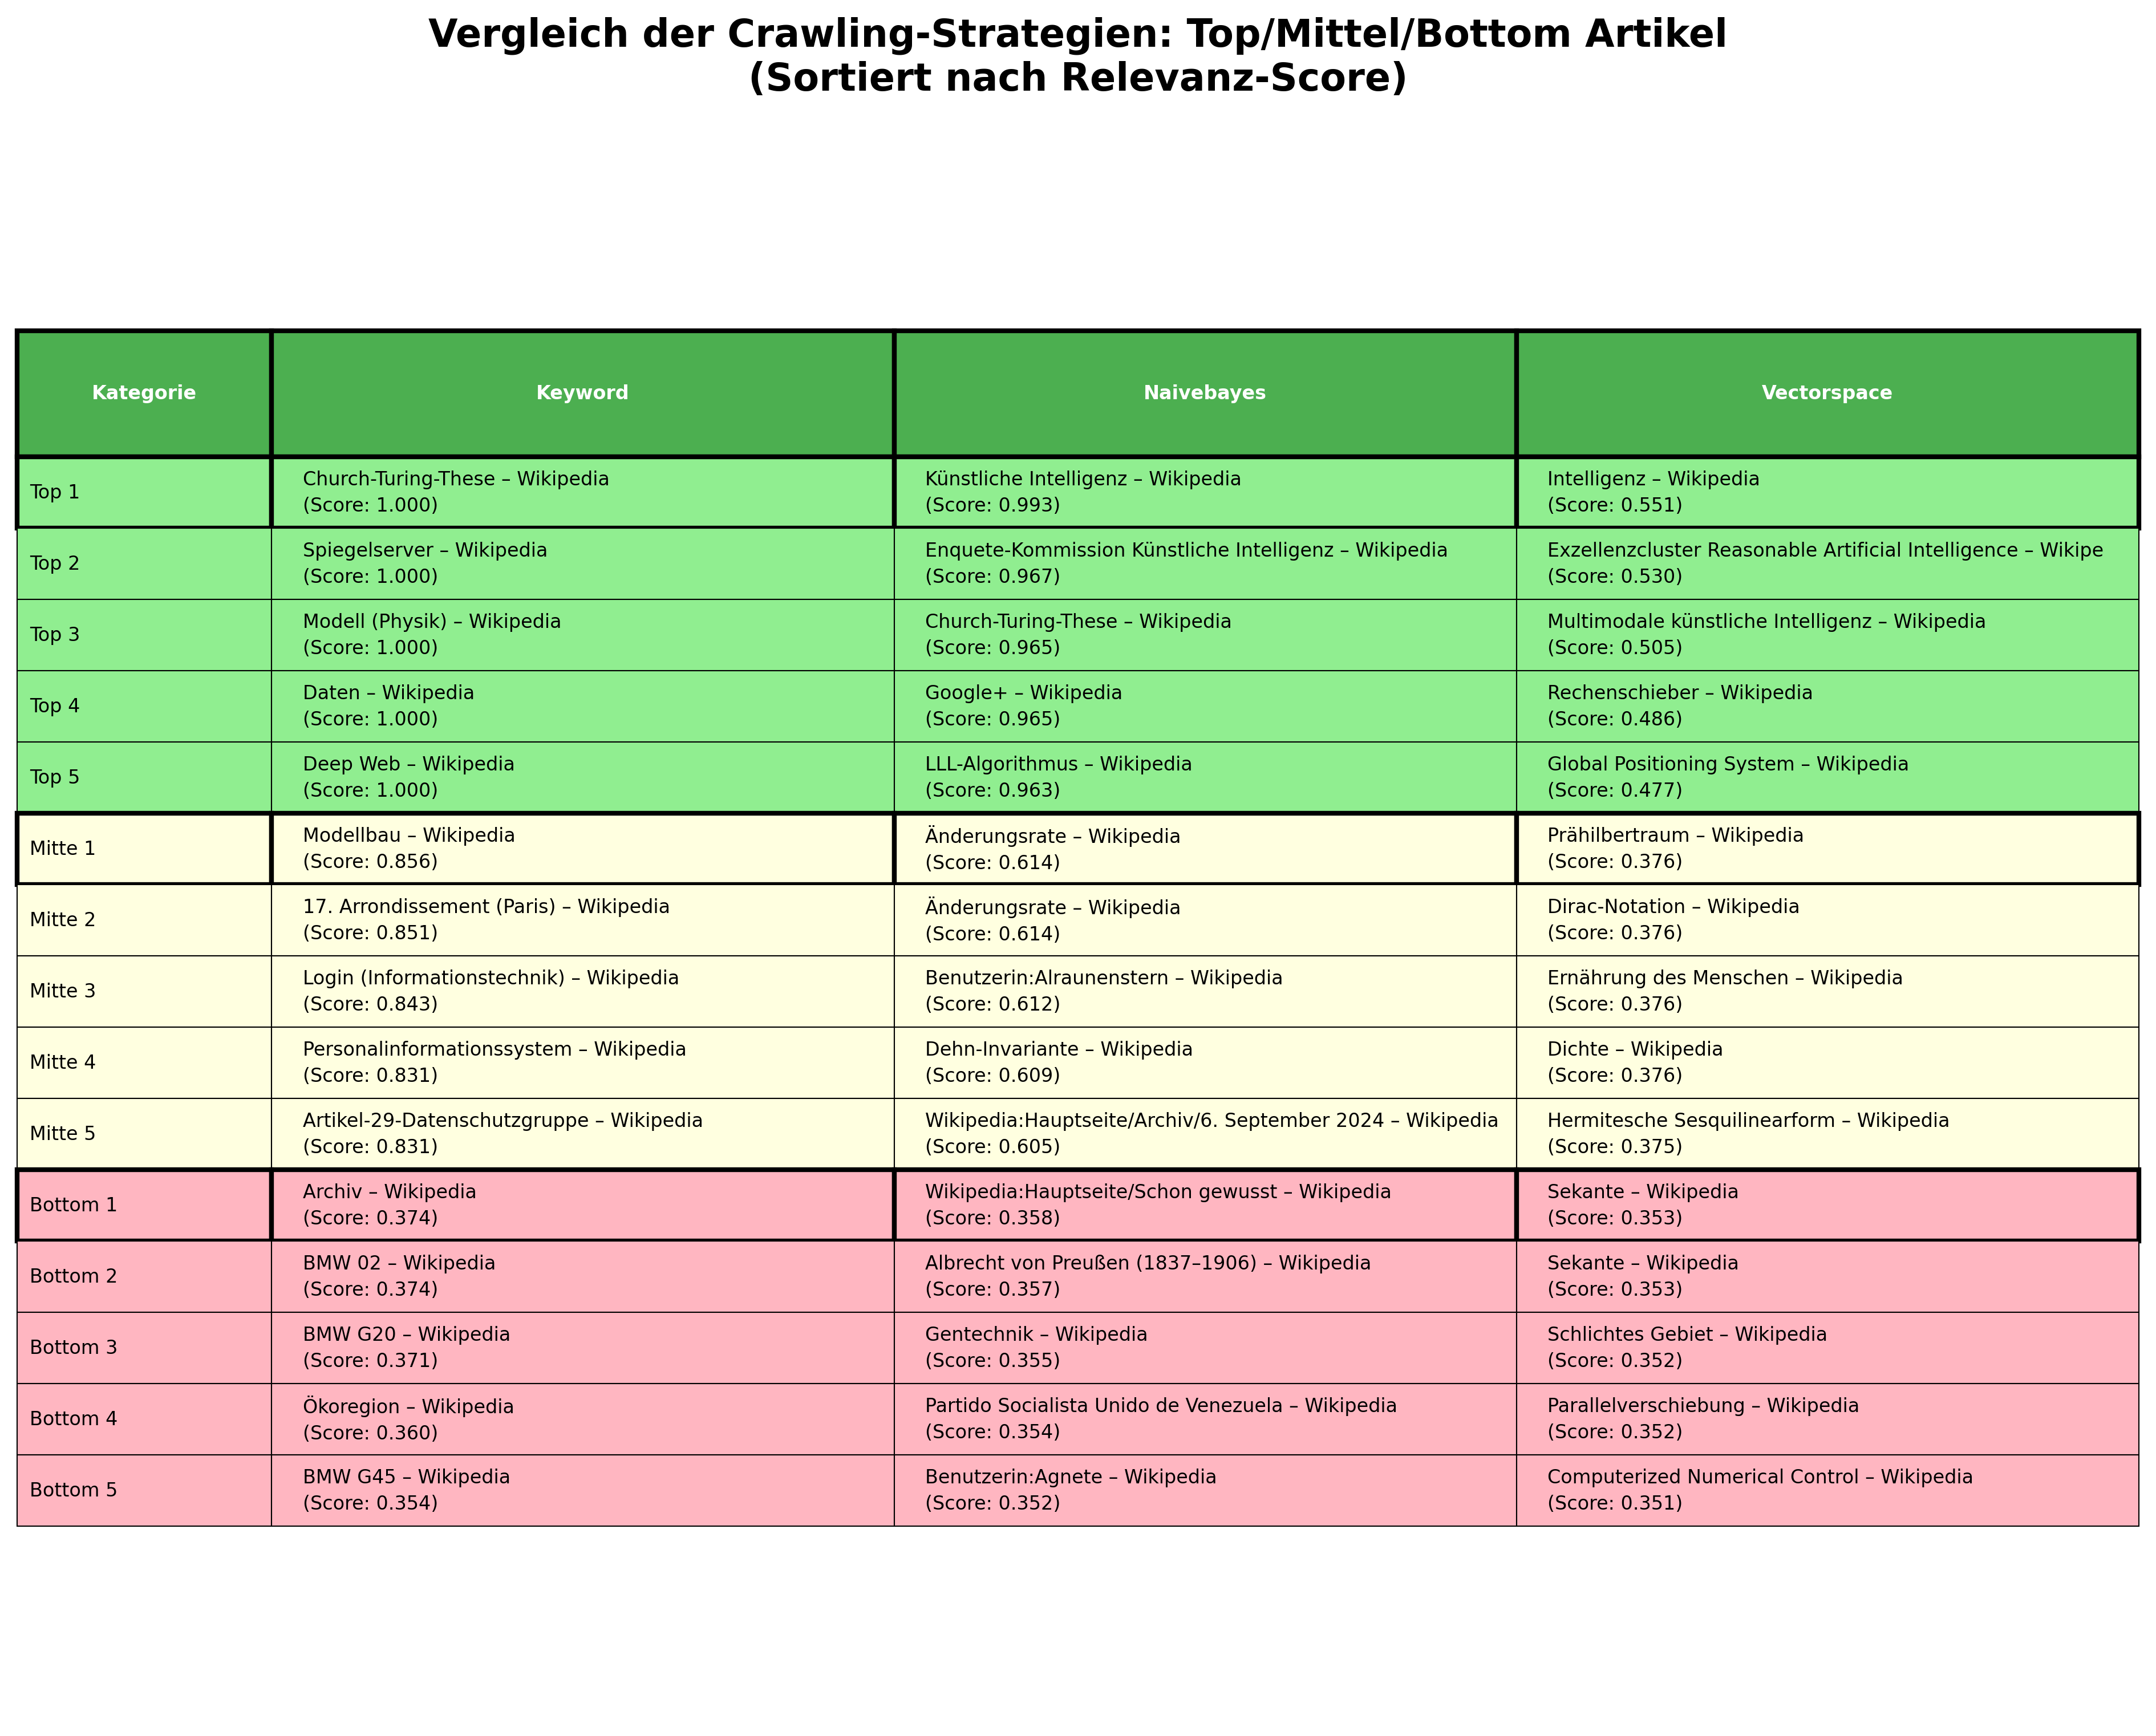 Vergleich der Crawling-Strategien: Top/Mittel/Bottom Artikel
(Sortiert nach Relevanz-Score)
Kategorie Keyword Naivebayes Vectorspace
Top 1
Church-Turing-These – Wikipedia
(Score: 1.000)
Künstliche Intelligenz – Wikipedia
(Score: 0.993)
Intelligenz – Wikipedia
(Score: 0.551)
Top 2
Spiegelserver – Wikipedia
(Score: 1.000)
Enquete-Kommission Künstliche Intelligenz – Wikipedia
(Score: 0.967)
Exzellenzcluster Reasonable Artificial Intelligence – Wikipe
(Score: 0.530)
Top 3
Modell (Physik) – Wikipedia
(Score: 1.000)
Church-Turing-These – Wikipedia
(Score: 0.965)
Multimodale künstliche Intelligenz – Wikipedia
(Score: 0.505)
Top 4
Daten – Wikipedia
(Score: 1.000)
Google+ – Wikipedia
(Score: 0.965)
Rechenschieber – Wikipedia
(Score: 0.486)
Top 5
Deep Web – Wikipedia
(Score: 1.000)
LLL-Algorithmus – Wikipedia
(Score: 0.963)
Global Positioning System – Wikipedia
(Score: 0.477)
Mitte 1
Modellbau – Wikipedia
(Score: 0.856)
Änderungsrate – Wikipedia
(Score: 0.614)
Prähilbertraum – Wikipedia
(Score: 0.376)
Mitte 2
17. Arrondissement (Paris) – Wikipedia
(Score: 0.851)
Änderungsrate – Wikipedia
(Score: 0.614)
Dirac-Notation – Wikipedia
(Score: 0.376)
Mitte 3
Login (Informationstechnik) – Wikipedia
(Score: 0.843)
Benutzerin:Alraunenstern – Wikipedia
(Score: 0.612)
Ernährung des Menschen – Wikipedia
(Score: 0.376)
Mitte 4
Personalinformationssystem – Wikipedia
(Score: 0.831)
Dehn-Invariante – Wikipedia
(Score: 0.609)
Dichte – Wikipedia
(Score: 0.376)
Mitte 5
Artikel-29-Datenschutzgruppe – Wikipedia
(Score: 0.831)
Wikipedia:Hauptseite/Archiv/6. September 2024 – Wikipedia
(Score: 0.605)
Hermitesche Sesquilinearform – Wikipedia
(Score: 0.375)
Bottom 1
Archiv – Wikipedia
(Score: 0.374)
Wikipedia:Hauptseite/Schon gewusst – Wikipedia
(Score: 0.358)
Sekante – Wikipedia
(Score: 0.353)
Bottom 2
BMW 02 – Wikipedia
(Score: 0.374)
Albrecht von Preußen (1837–1906) – Wikipedia
(Score: 0.357)
Sekante – Wikipedia
(Score: 0.353)
Bottom 3
BMW G20 – Wikipedia
(Score: 0.371)
Gentechnik – Wikipedia
(Score: 0.355)
Schlichtes Gebiet – Wikipedia
(Score: 0.352)
Bottom 4
Ökoregion – Wikipedia
(Score: 0.360)
Partido Socialista Unido de Venezuela – Wikipedia
(Score: 0.354)
Parallelverschiebung – Wikipedia
(Score: 0.352)
Bottom 5
BMW G45 – Wikipedia
(Score: 0.354)
Benutzerin:Agnete – Wikipedia
(Score: 0.352)
Computerized Numerical Control – Wikipedia
(Score: 0.351)